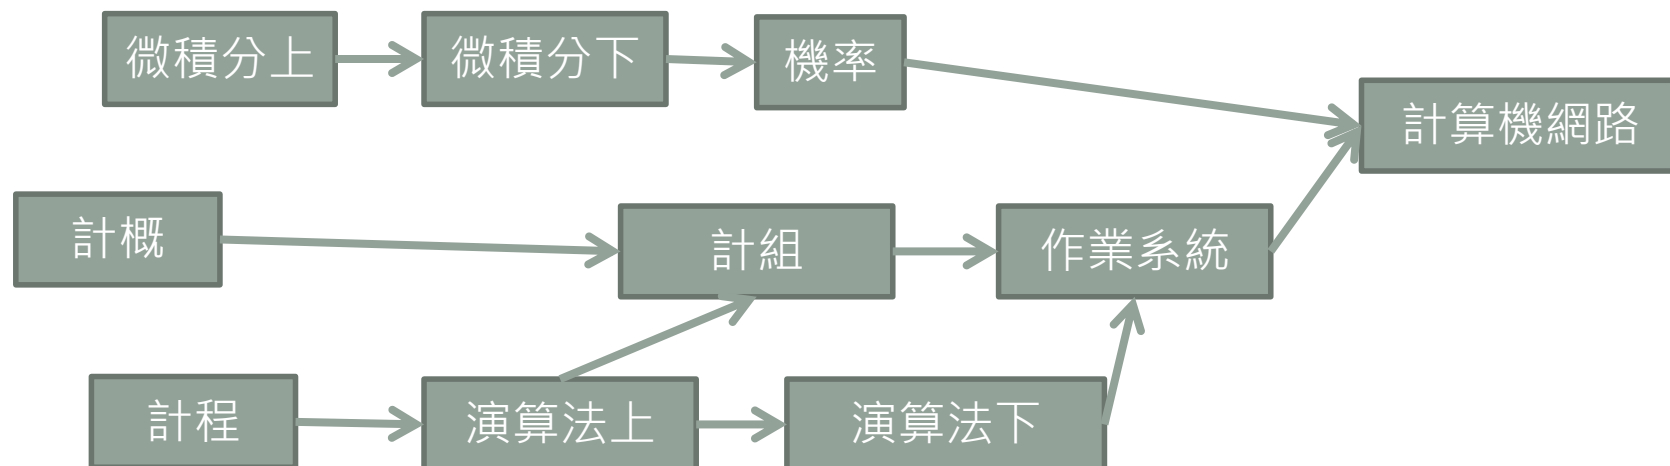 微積分上
微積分下
機率
計算機網路
計概
計組
作業系統
計程
演算法上
演算法下